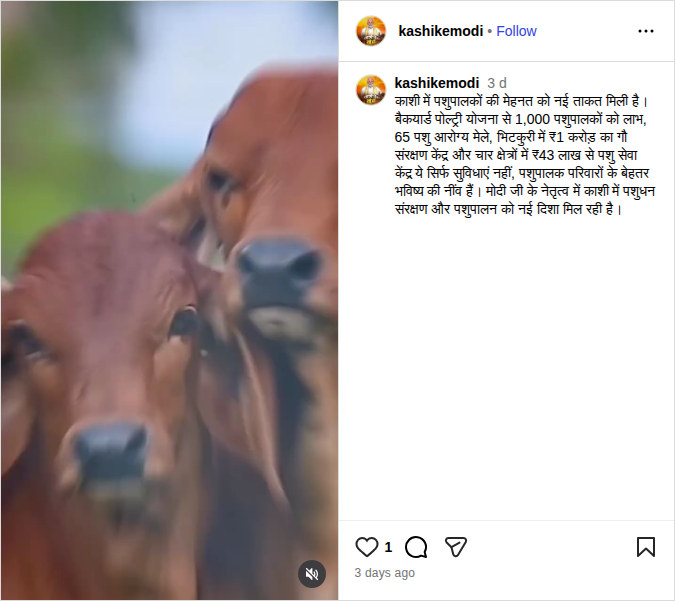 kashikemodi • Follow
kashikemodi 3 d
काशी में पशुपालकों की मेहनत को नई ताकत मिली है।
बैकयार्ड पोल्ट्री योजना से 1,000 पशुपालकों को लाभ,
65 पशु आरोग्य मेले, भिटकुरी में ₹1 करोड़ का गौ
संरक्षण केंद्र और चार क्षेत्रों में ₹43 लाख से पशु सेवा
केंद्र ये सिर्फ सुविधाएं नहीं, पशुपालक परिवारों के बेहतर
भविष्य की नींव हैं। मोदी जी के नेतृत्व में काशी में पशुधन
संरक्षण और पशुपालन को नई दिशा मिल रही है।
1
3 days ago